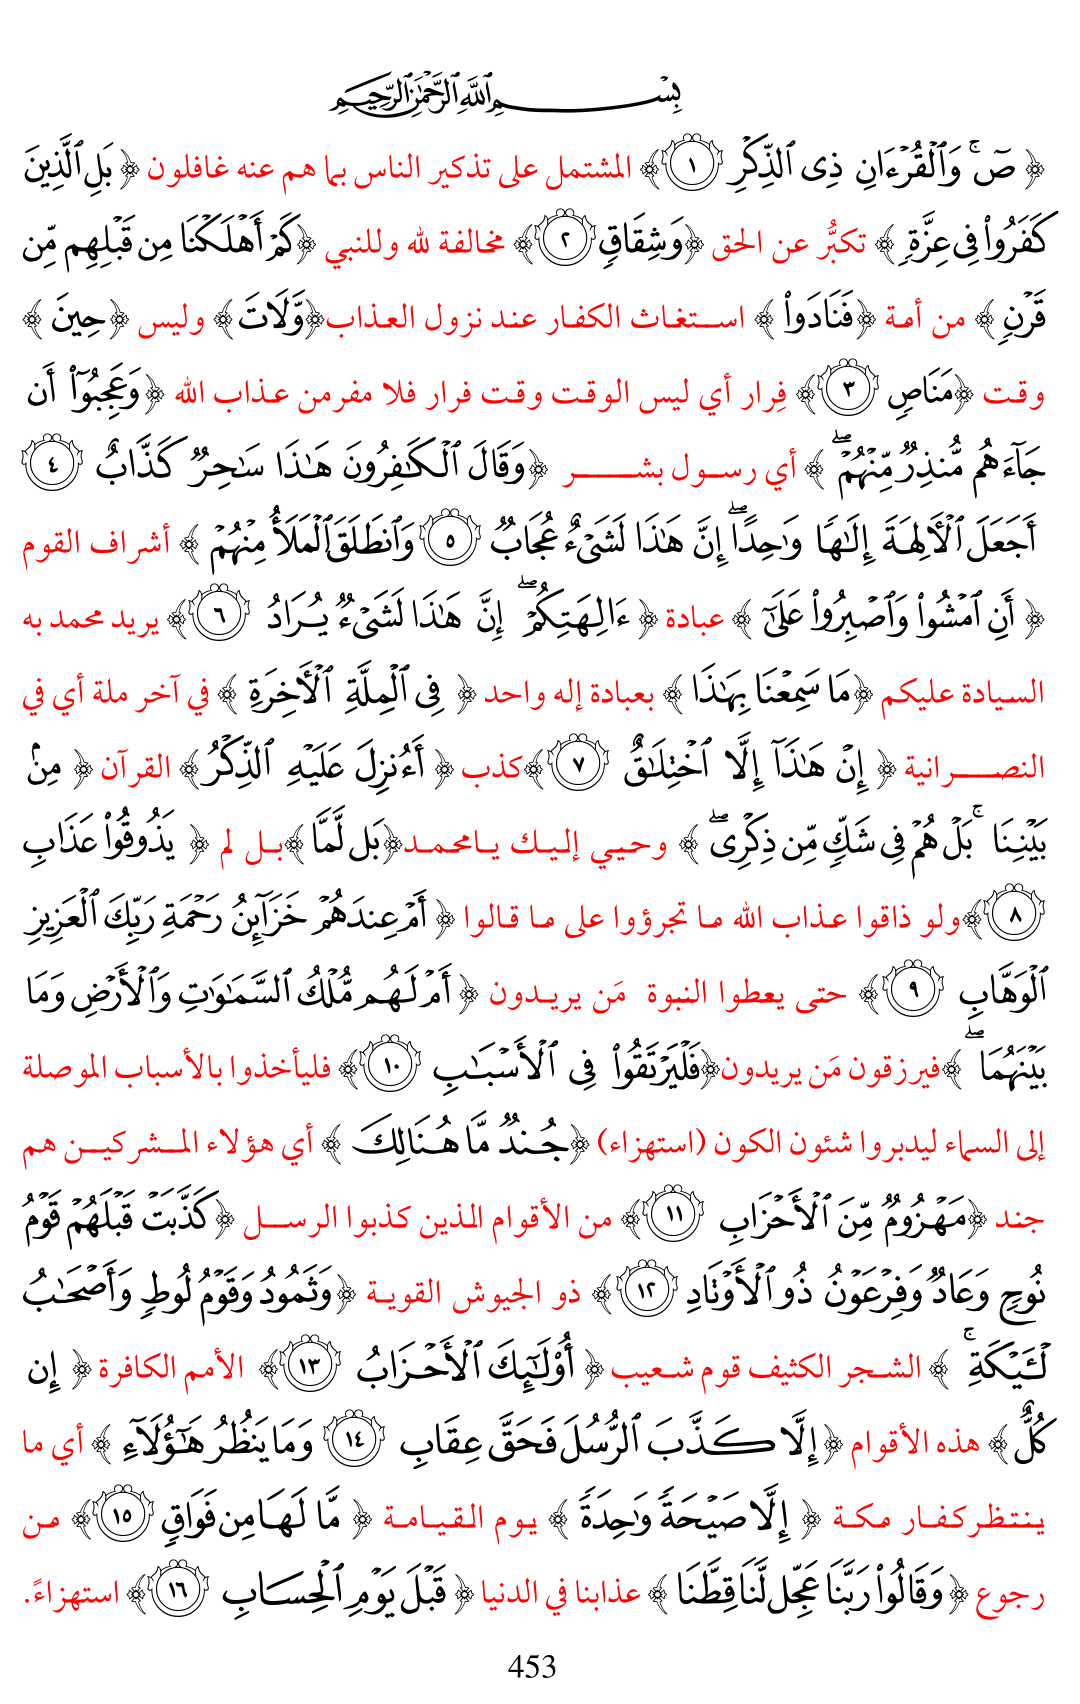 بِسْمِ ٱللَّهِ ٱلرَّحْمَٰنِ ٱلرَّحِيمِ
﴿ صٓ ۚ وَٱلْقُرْءَانِ ذِى ٱلذِّكْرِ ١﴾ المشتمل على تذكير الناس بما هم عنه غافلون ﴿ بَلِ ٱلَّذِينَ
كَفَرُوا۟ فِى عِزَّةٍۢ ﴾ تكبُّر عن الحق ﴿وَشِقَاقٍۢ ٢﴾ مخالفة لله وللنبي ﴿كَمْ أَهْلَكْنَا مِن قَبْلِهِم مِّن
قَرْنٍۢ﴾ من أمة ﴿فَنَادَوا۟ ﴾ استغاث الكفار عند نزول العذاب﴿وَّلَاتَ﴾ وليس ﴿حِينَ ﴾
وقت ﴿مَنَاصٍۢ ٣﴾ فِرار أي ليس الوقت وقت فرار فلا مفرمن عذاب الله ﴿وَعَجِبُوٓا۟ أَن
جَآءَهُم مُّنذِرٌۭ مِّنْهُمْ ۖ ﴾ أي رسول بشر ﴿وَقَالَ ٱلْكَٰفِرُونَ هَٰذَا سَٰحِرٌۭ كَذَّابٌ ٤
أَجَعَلَ ٱلْءَالِهَةَ إِلَٰهًۭا وَٰحِدًا ۖ إِنَّ هَٰذَا لَشَىْءٌ عُجَابٌۭ ٥ وَٱنطَلَقَ ٱلْمَلَأُ مِنْهُمْ ﴾ أشراف القوم
﴿ أَنِ ٱمْشُوا۟ وَٱصْبِرُوا۟ عَلَىٰٓ ﴾ عبادة ﴿ ءَالِهَتِكُمْ ۖ إِنَّ هَٰذَا لَشَىْءٌۭ يُرَادُ ٦﴾ يريد محمد به
السيادة عليكم ﴿مَا سَمِعْنَا بِهَٰذَا ﴾ بعبادة إله واحد ﴿ فِى ٱلْمِلَّةِ ٱلْءَاخِرَةِ ﴾ في آخر ملة أي في
النصرانية ﴿ إِنْ هَٰذَآ إِلَّا ٱخْتِلَٰقٌ ٧﴾كذب ﴿ أَءُنزِلَ عَلَيْهِ ٱلذِّكْرُ﴾ القرآن ﴿ مِنۢ
بَيْنِنَا ۚ بَلْ هُمْ فِى شَكٍّۢ مِّن ذِكْرِى ۖ ﴾ وحيي إليك يامحمد﴿بَل لَّمَّا ﴾بل لم ﴿ يَذُوقُوا۟ عَذَابِ
٨﴾ولو ذاقوا عذاب الله ما تجرؤوا على ما قالوا ﴿ أَمْ عِندَهُمْ خَزَآئِنُ رَحْمَةِ رَبِّكَ ٱلْعَزِيزِ
ٱلْوَهَّابِ ٩﴾ حتى يعطوا النبوة مَن يريدون ﴿ أَمْ لَهُم مُّلْكُ ٱلسَّمَٰوَٰتِ وَٱلْأَرْضِ وَمَا
بَيْنَهُمَا ۖ ﴾فيرزقون مَن يريدون﴿فَلْيَرْتَقُوا۟ فِى ٱلْأَسْبَٰبِ ١٠﴾ فليأخذوا بالأسباب الموصلة
إلى السماء ليدبروا شئون الكون (استهزاء) ﴿جُندٌۭ مَّا هُنَالِكَ ﴾ أي هؤلاء المشركين هم
جند ﴿مَهْزُومٌۭ مِّنَ ٱلْأَحْزَابِ ١١﴾ من الأقوام الذين كذبوا الرسل ﴿كَذَّبَتْ قَبْلَهُمْ قَوْمُ
نُوحٍۢ وَعَادٌۭ وَفِرْعَوْنُ ذُو ٱلْأَوْتَادِ ١٢﴾ ذو الجيوش القوية ﴿وَثَمُودُ وَقَوْمُ لُوطٍۢ وَأَصْحَٰبُ
لْـَٔيْكَةِ ۚ ﴾ الشجر الكثيف قوم شعيب ﴿ أُو۟لَٰٓئِكَ ٱلْأَحْزَابُ ١٣﴾ الأمم الكافرة ﴿ إِن
كُلٌّ ﴾ هذه الأقوام ﴿إِلَّا كَذَّبَ ٱلرُّسُلَ فَحَقَّ عِقَابِ ١٤ وَمَا يَنظُرُ هَٰٓؤُلَآءِ ﴾ أي ما
ينتظركفار مكة ﴿ إِلَّا صَيْحَةًۭ وَٰحِدَةًۭ ﴾ يوم القيامة ﴿ مَّا لَهَا مِن فَوَاقٍۢ ١٥﴾ من
رجوع ﴿وَقَالُوا۟ رَبَّنَا عَجِّل لَّنَا قِطَّنَا ﴾ عذابنا في الدنيا ﴿قَبْلَ يَوْمِ ٱلْحِسَابِ ١٦﴾ استهزاءً.
453